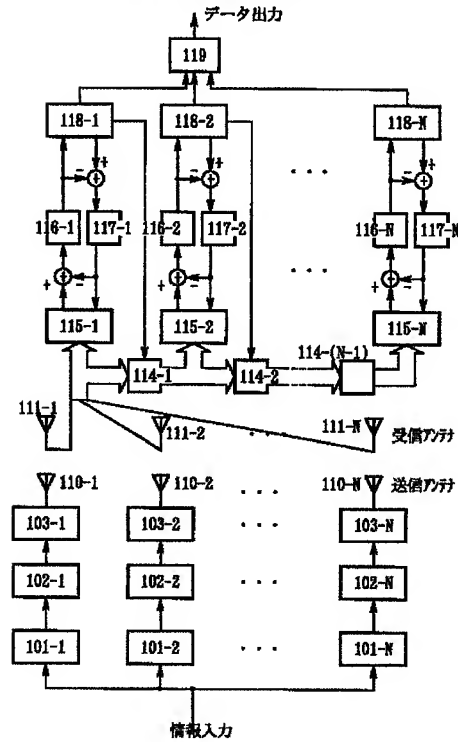 データ出力
119
118-1 118-2 118-N
+ + +
- - ... -
116-1 117-1 116-2 117-2 116-N 117-N
...
+ - + - + -
115-1 115-2 115-N
114-(N-1)
114-1 114-2
111-1
111-2 .... 111-N 受信アンテナ
110-1 110-2 ... 110-N 送信アンテナ
103-1 103-2 ... 103-N
102-1 102-2 ... 102-N
101-1 101-2 ... 101-N
情報入力